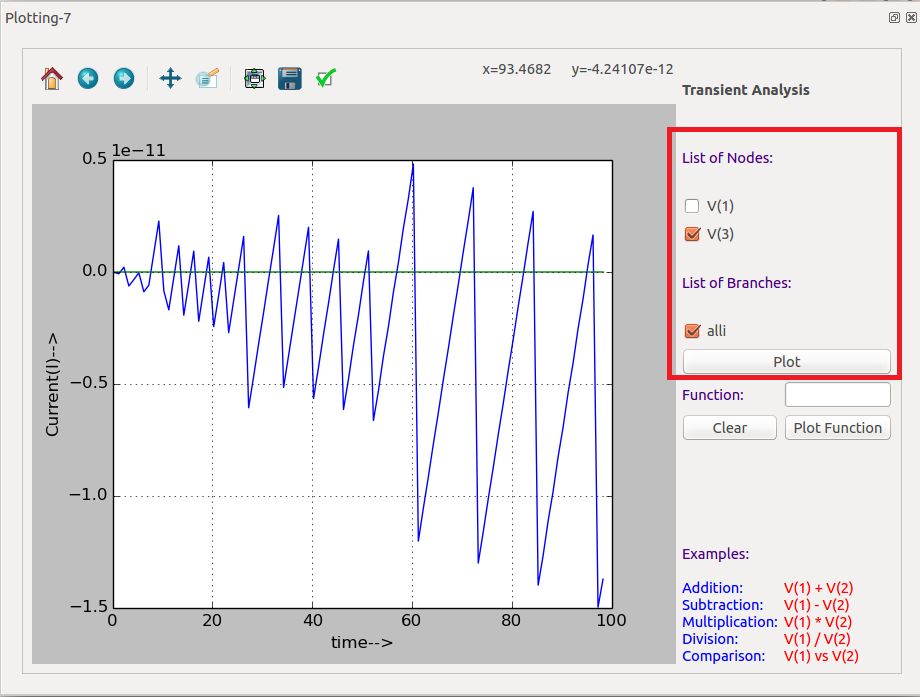 Plotting-7
x=93.4682 y=-4.24107e-12
Transient Analysis
1e−11
0.5
0.0
−0.5
−1.0
−1.5
Current(I)-->
0 20 40 60 80 100
time-->
List of Nodes:
V(1)
V(3)
List of Branches:
alli
Plot
Function:
Clear Plot Function
Examples:
Addition: V(1) + V(2)
Subtraction: V(1) - V(2)
Multiplication: V(1) * V(2)
Division: V(1) / V(2)
Comparison: V(1) vs V(2)